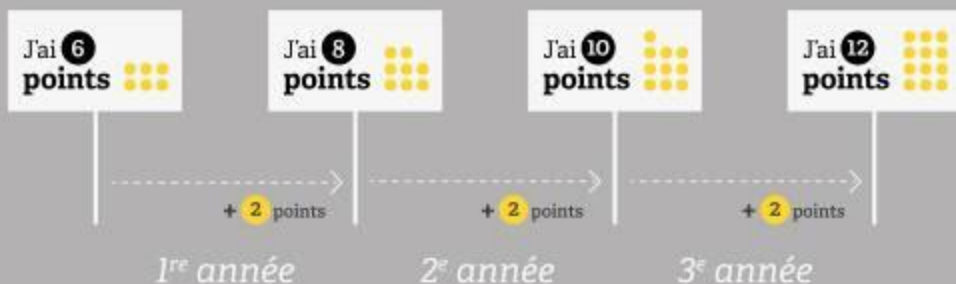 J'ai 6
points
J'ai 8
points
J'ai 10
points
J'ai 12
points
+ 2 points
+ 2 points
+ 2 points
1re année
2e année
3e année